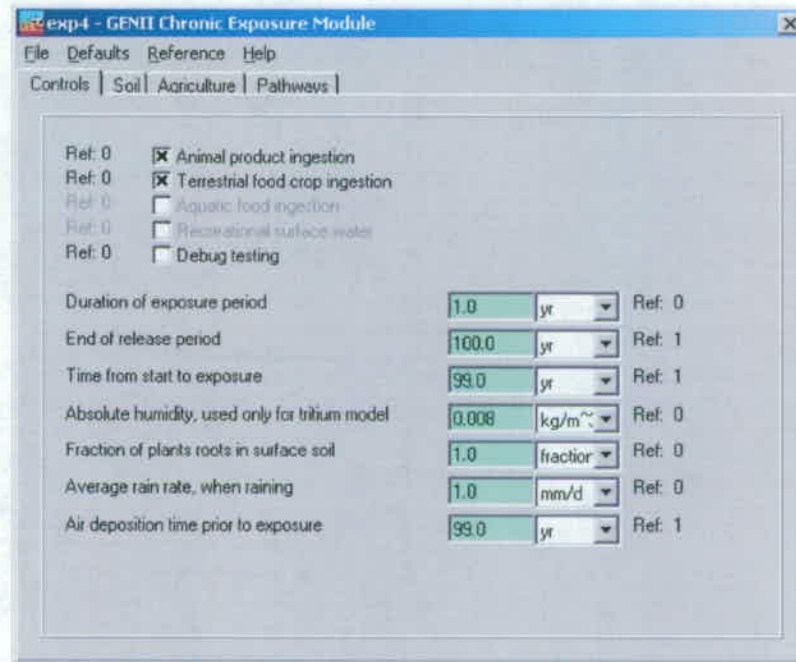 exp4 - GENII Chronic Exposure Module
File Defaults Reference Help
Controls Soil Agriculture Pathways
Ref: 0 Animal product ingestion
Ref: 0 Terrestrial food crop ingestion
Ref: 0 Aquatic food ingestion
Ref: 0 Recreational surface water
Ref: 0 Debug testing
Duration of exposure period 1.0 yr Ref: 0
End of release period 100.0 yr Ref: 1
Time from start to exposure 99.0 yr Ref: 1
Absolute humidity, used only for tritium model 0.008 kg/m^ Ref: 0
Fraction of plants roots in surface soil 1.0 fraction Ref: 0
Average rain rate, when raining 1.0 mm/d Ref: 0
Air deposition time prior to exposure 99.0 yr Ref: 1